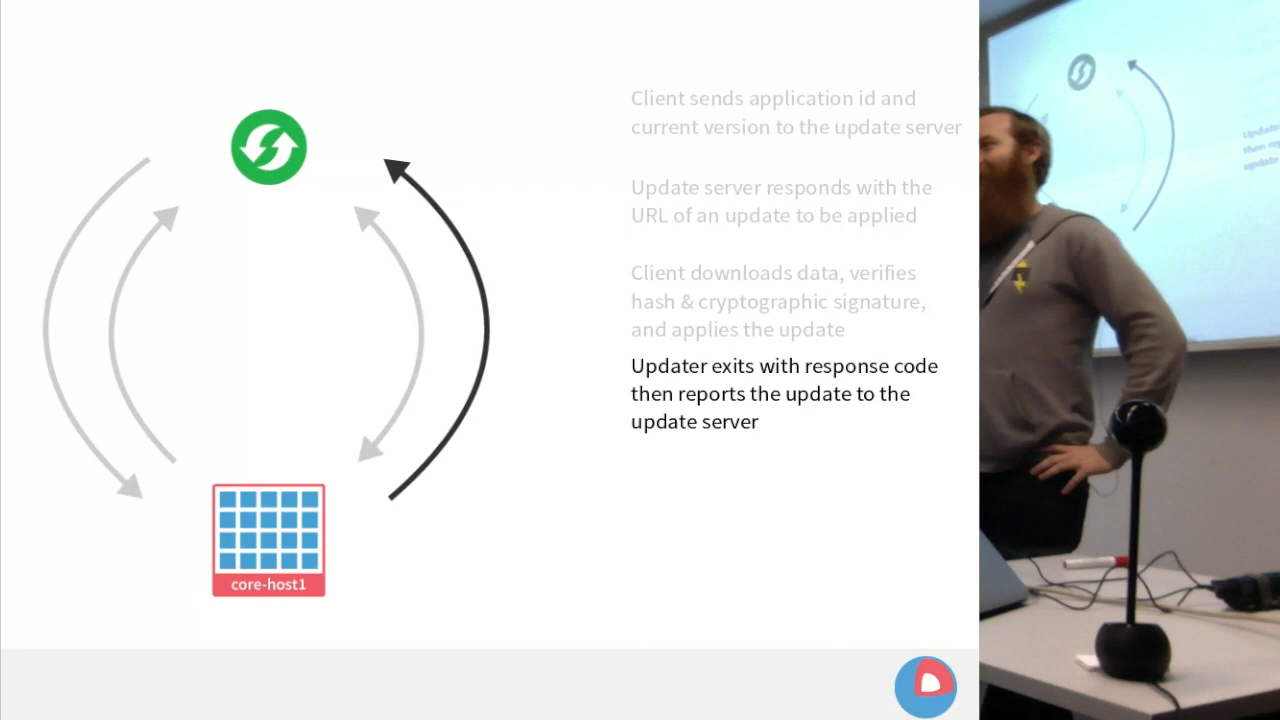 Client sends application id and
current version to the update server
Update server responds with the
URL of an update to be applied
Client downloads data, verifies
hash & cryptographic signature,
and applies the update
Updater exits with response code
then reports the update to the
update server
core-host1